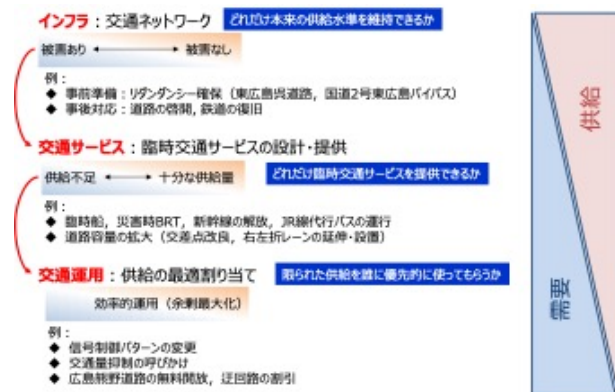 インフラ：交通ネットワーク　どれだけ本来の供給水準を維持できるか
被害あり ←→ 被害なし
例：
◆ 事前準備：リダンダンシー確保（東広島呉道路，国道2号東広島バイパス）
◆ 事後対応：道路の啓開，鉄道の復旧
交通サービス：臨時交通サービスの設計・提供
供給不足 ←→ 十分な供給量　どれだけ臨時交通サービスを提供できるか
例：
◆ 臨時船，災害時BRT，新幹線の解放，JR線代行バスの運行
◆ 道路容量の拡大（交差点改良，右左折レーンの延伸・設置）
交通運用：供給の最適割り当て　限られた供給を誰に優先的に使ってもらうか
効率的運用（余剰最大化）
例：
◆ 信号制御パターンの変更
◆ 交通量抑制の呼びかけ
◆ 広島熊野道路の無料開放，迂回路の割引
供給
需要